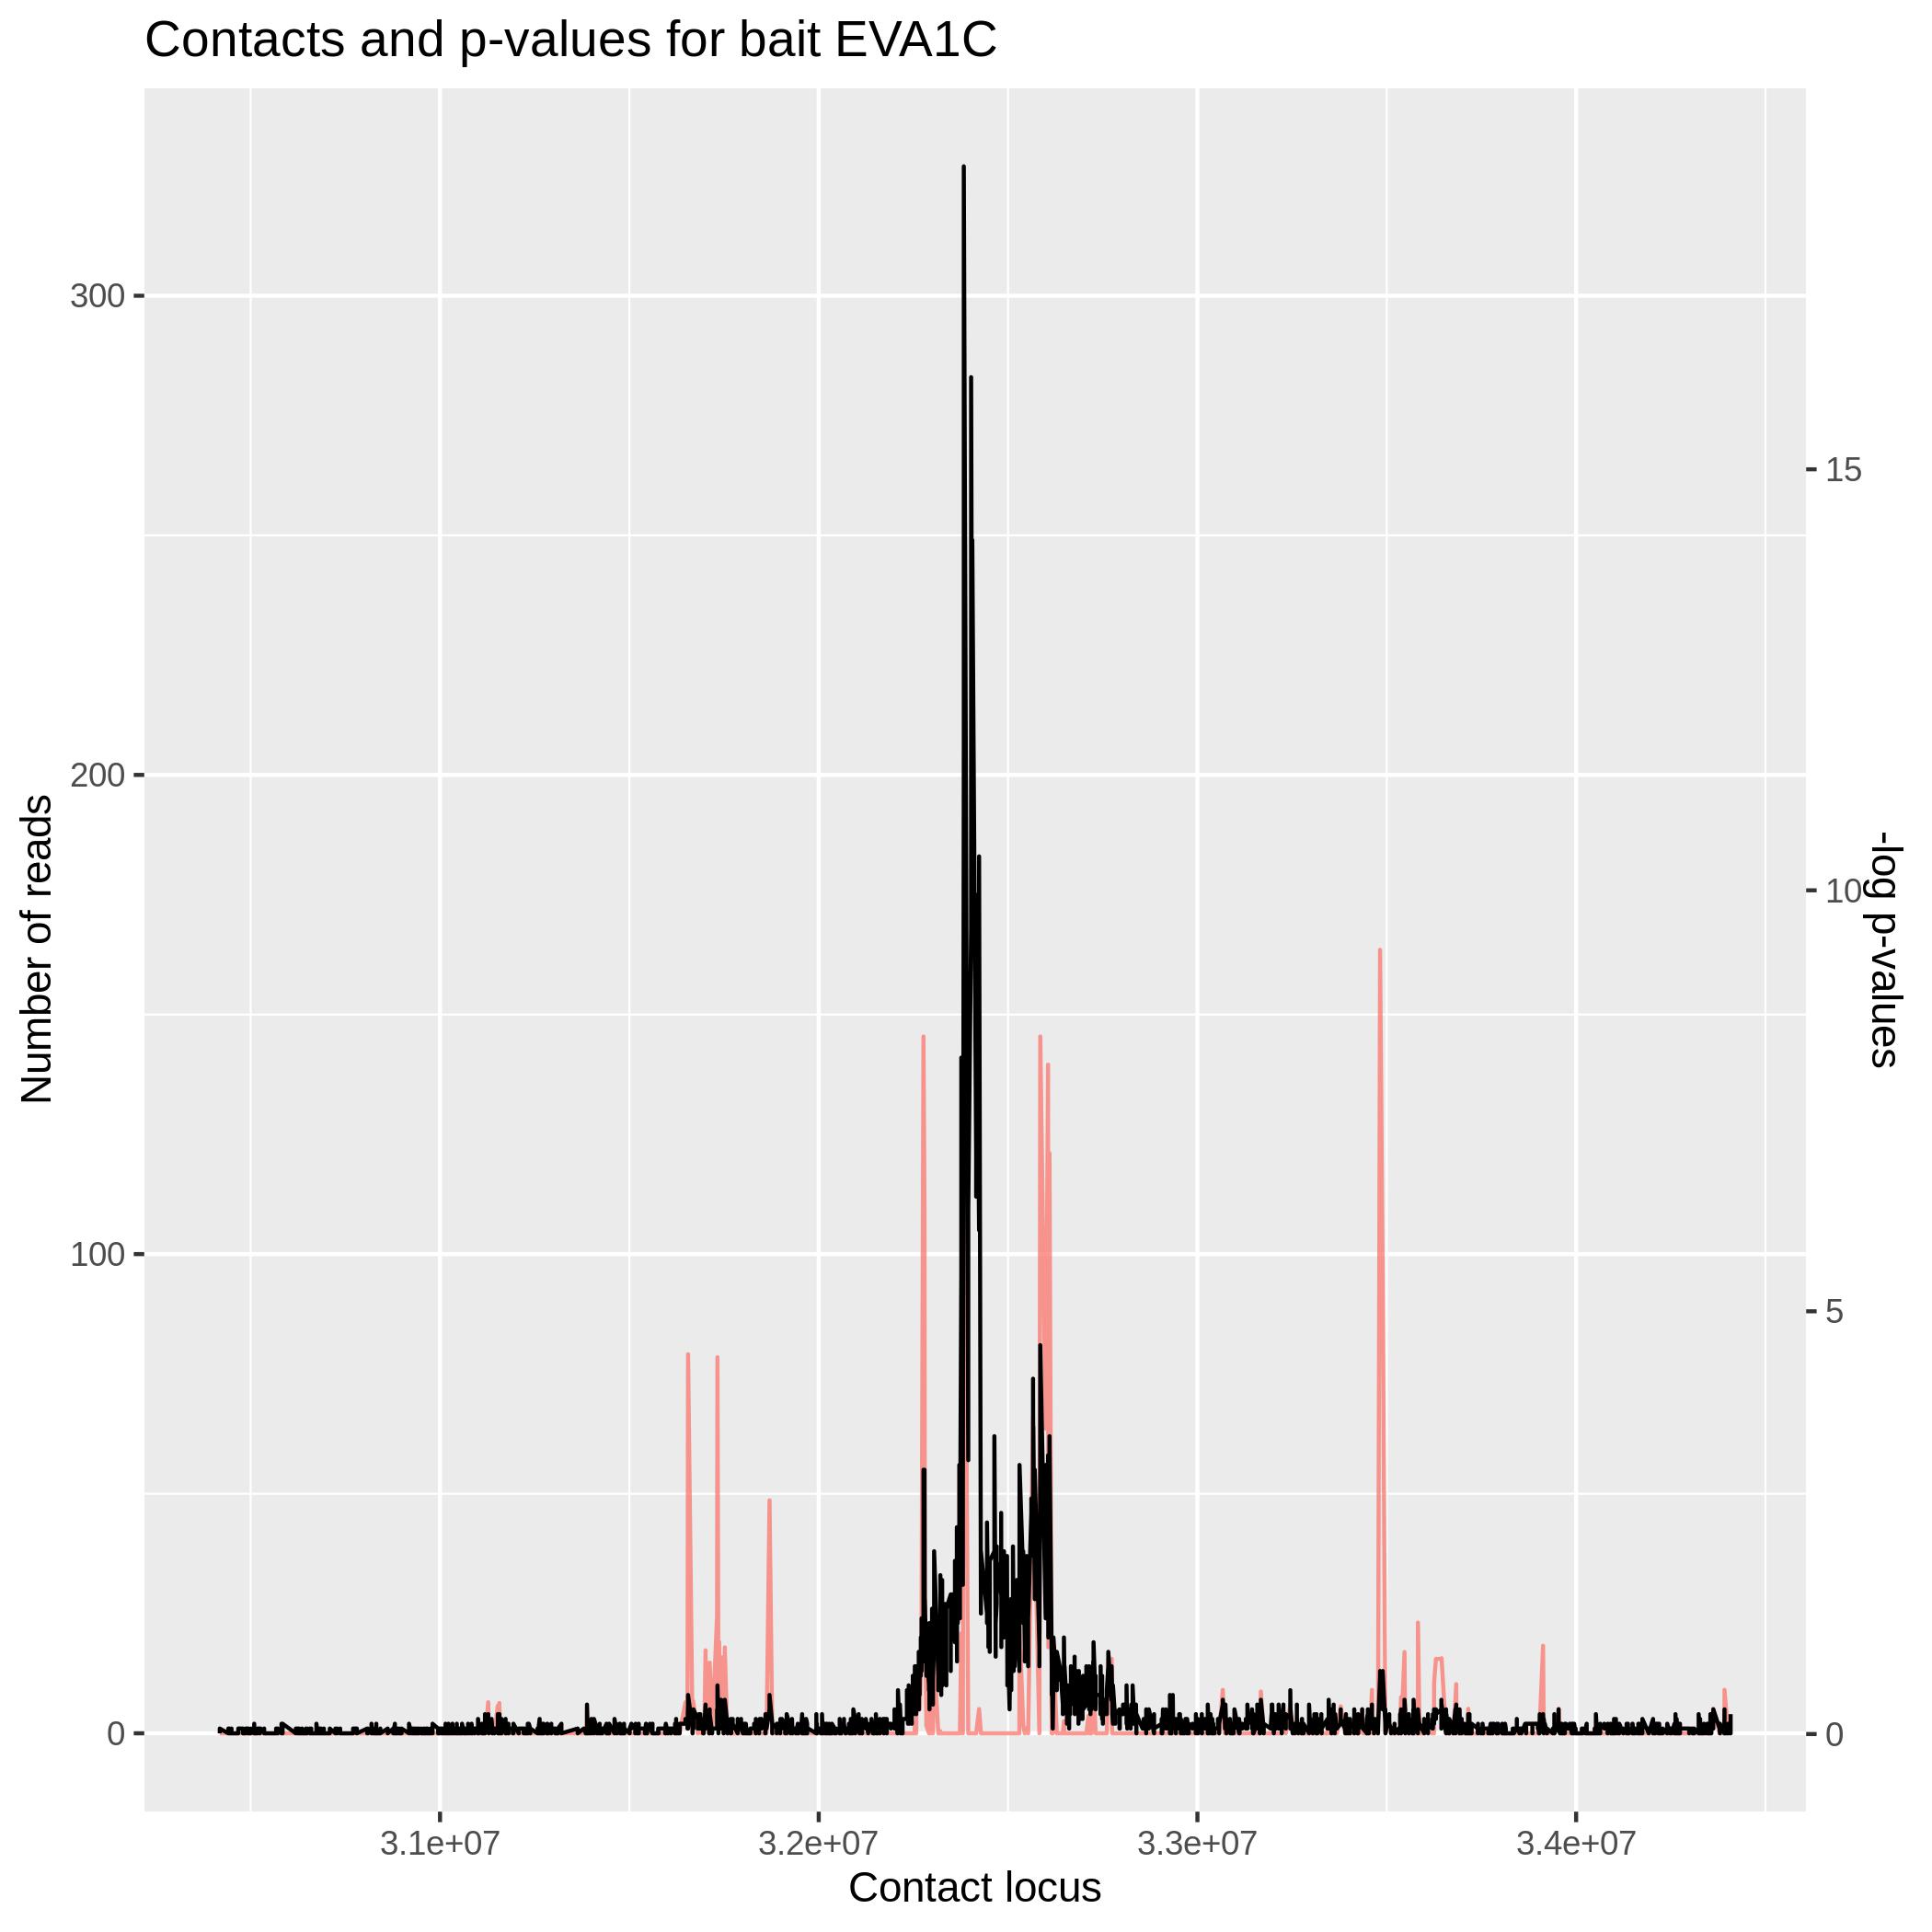 Contacts and p-values for bait EVA1C
Number of reads
300
200
100
0
15
10
5
0
-log p-values
3.1e+07
3.2e+07
3.3e+07
3.4e+07
Contact locus